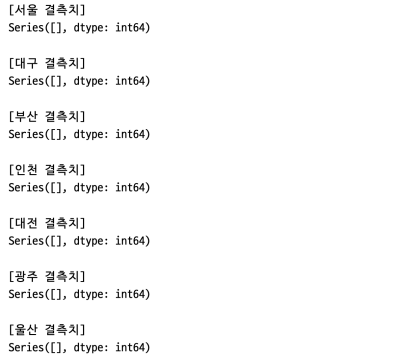 [서울 결측치]
Series([], dtype: int64)
[대구 결측치]
Series([], dtype: int64)
[부산 결측치]
Series([], dtype: int64)
[인천 결측치]
Series([], dtype: int64)
[대전 결측치]
Series([], dtype: int64)
[광주 결측치]
Series([], dtype: int64)
[울산 결측치]
Series([], dtype: int64)